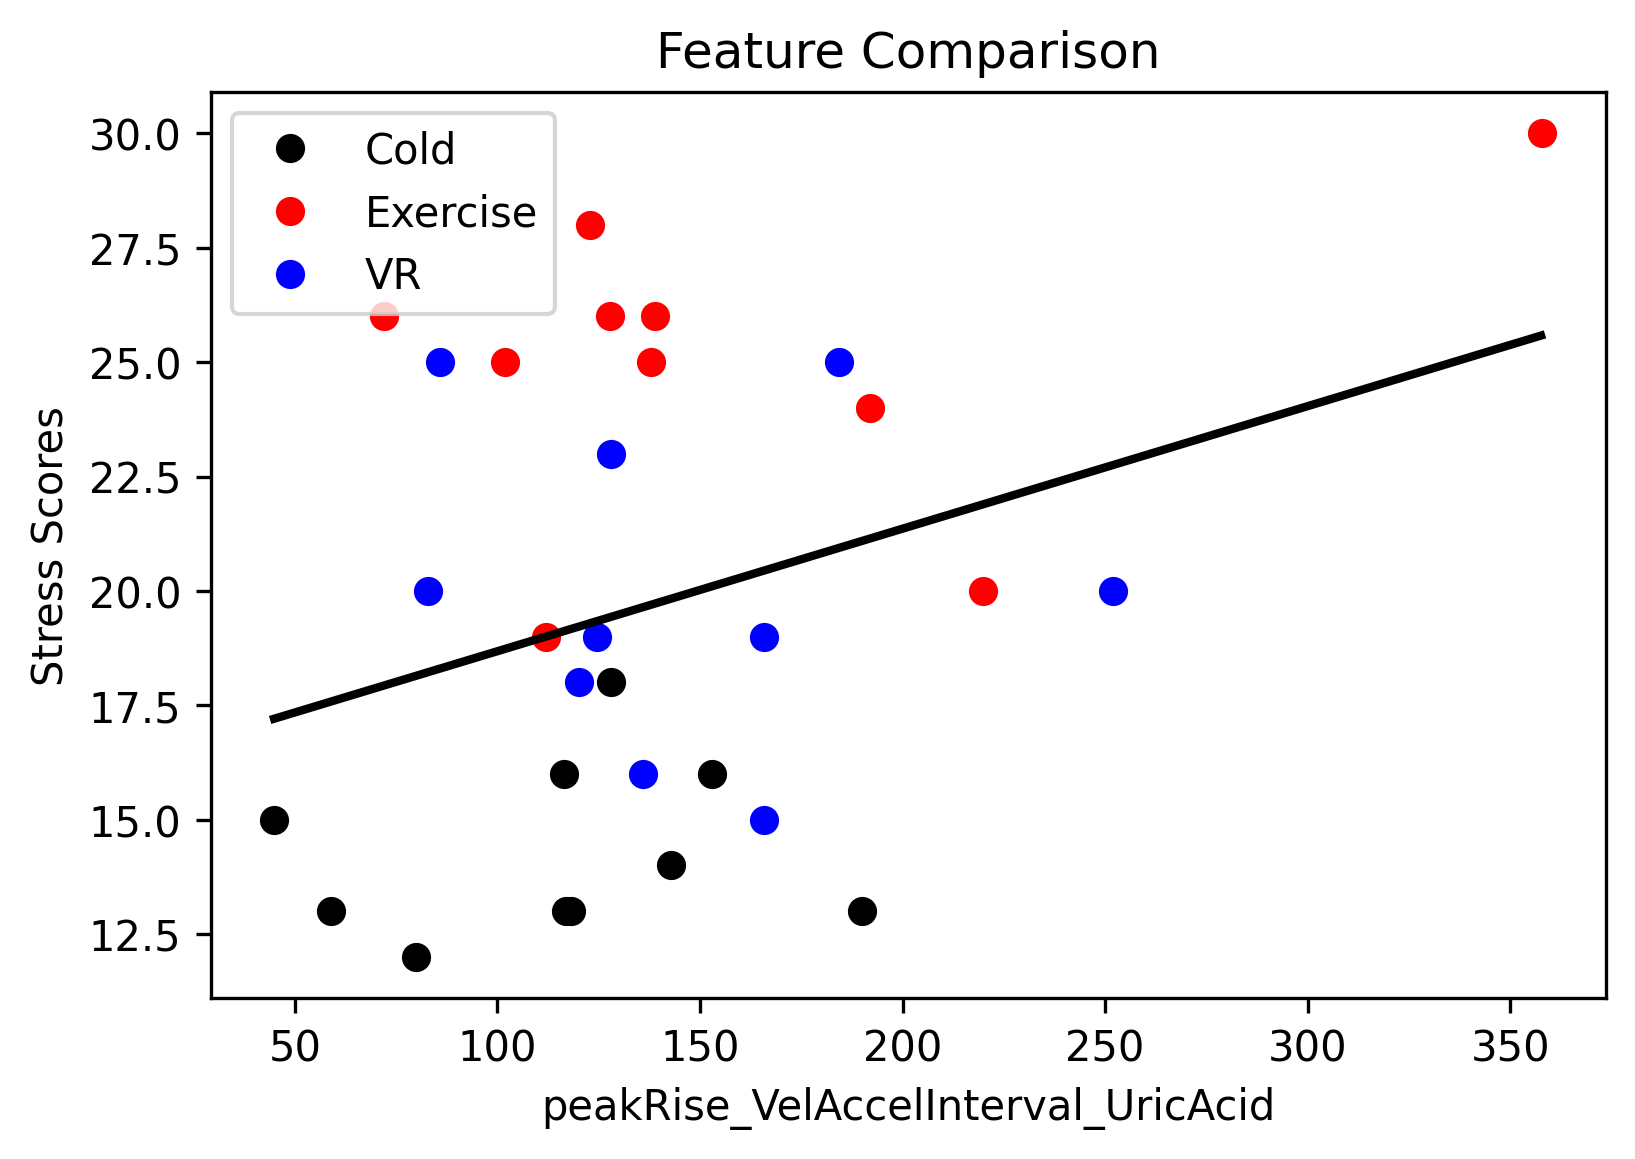 Feature Comparison
Cold
Exercise
VR
30.0
27.5
25.0
22.5
20.0
17.5
15.0
12.5
Stress Scores
50 100 150 200 250 300 350
peakRise_VelAccelInterval_UricAcid